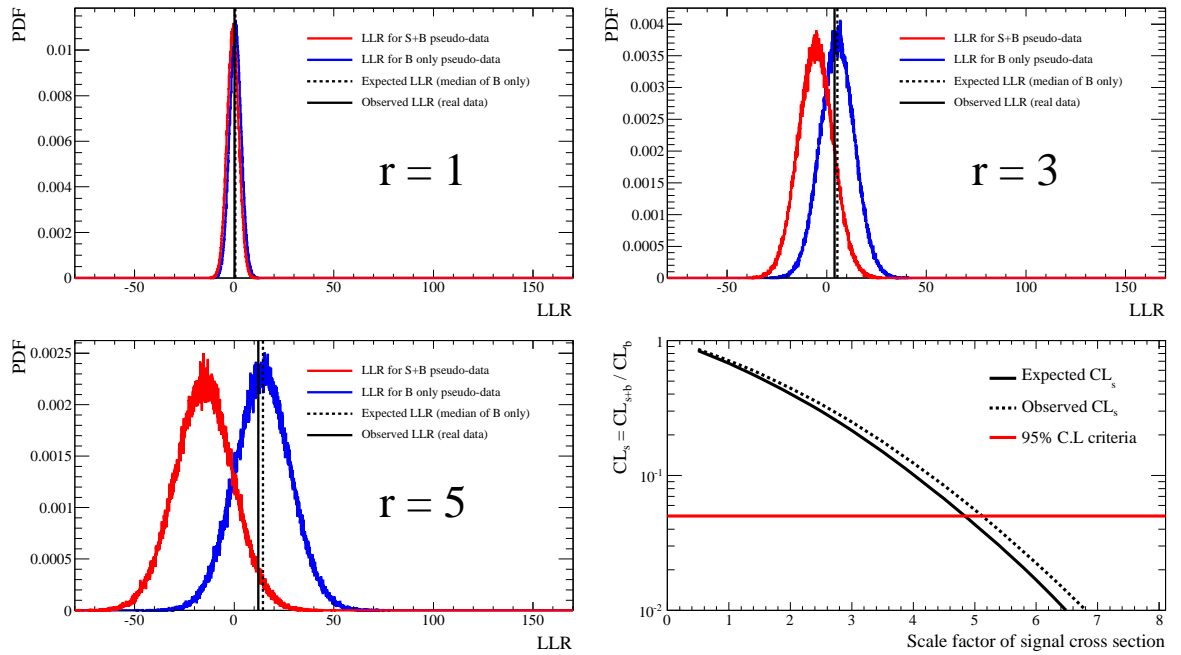 PDF
0.01
0.008
0.006
0.004
0.002
0
LLR for S+B pseudo-data
LLR for B only pseudo-data
Expected LLR (median of B only)
Observed LLR (real data)
r = 1
-50 0 50 100 150
LLR
PDF
0.004
0.0035
0.003
0.0025
0.002
0.0015
0.001
0.0005
0
LLR for S+B pseudo-data
LLR for B only pseudo-data
Expected LLR (median of B only)
Observed LLR (real data)
r = 3
-50 0 50 100 150
LLR
PDF
0.0025
0.002
0.0015
0.001
0.0005
0
LLR for S+B pseudo-data
LLR for B only pseudo-data
Expected LLR (median of B only)
Observed LLR (real data)
r = 5
-50 0 50 100 150
LLR
CLs = CLs+b / CLb
1
10-1
10-2
Expected CLs
Observed CLs
95% C.L criteria
0 1 2 3 4 5 6 7 8
Scale factor of signal cross section